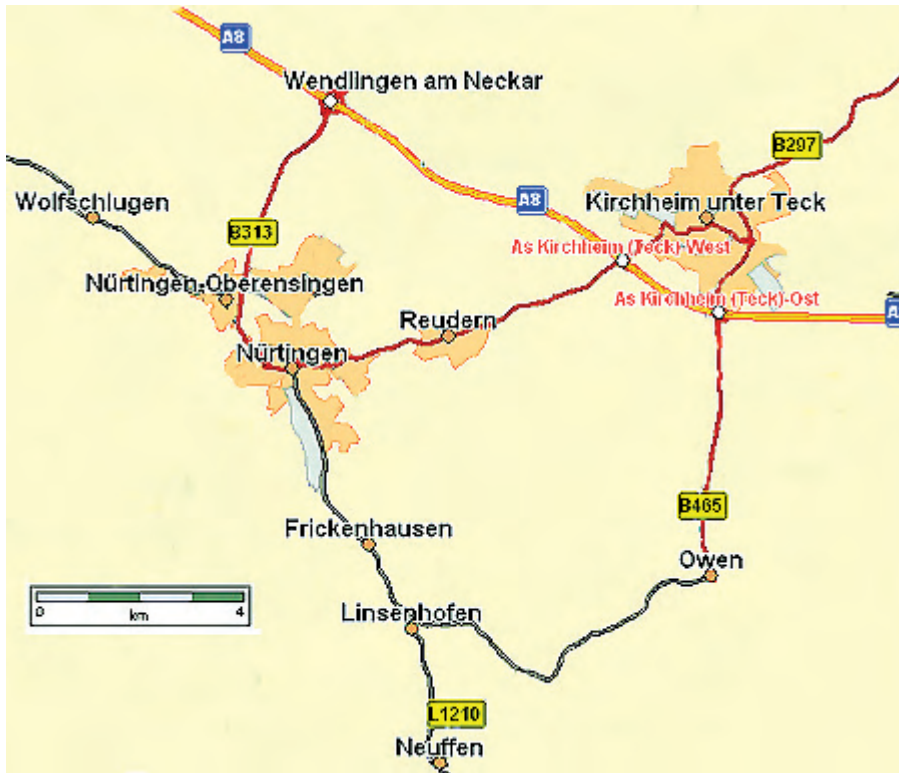 A8
Wendlingen am Neckar
B297
Wolfschlugen
A8
Kirchheim unter Teck
B313
As Kirchheim (Teck)-West
Nürtingen-Oberensingen
As Kirchheim (Teck)-Ost
Reudern
Nürtingen
B465
Frickenhausen
Owen
0 4
km
Linsenhofen
L1210
Neuffen